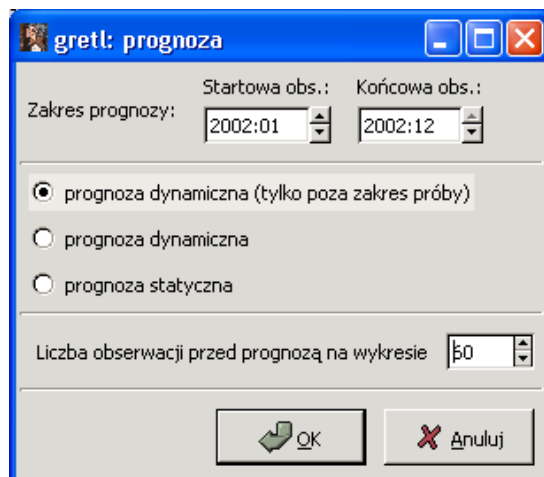 gretl: prognoza
Startowa obs.: Końcowa obs.:
Zakres prognozy: 2002:01 2002:12
prognoza dynamiczna (tylko poza zakres próby)
prognoza dynamiczna
prognoza statyczna
Liczba obserwacji przed prognozą na wykresie 60
OK Anuluj